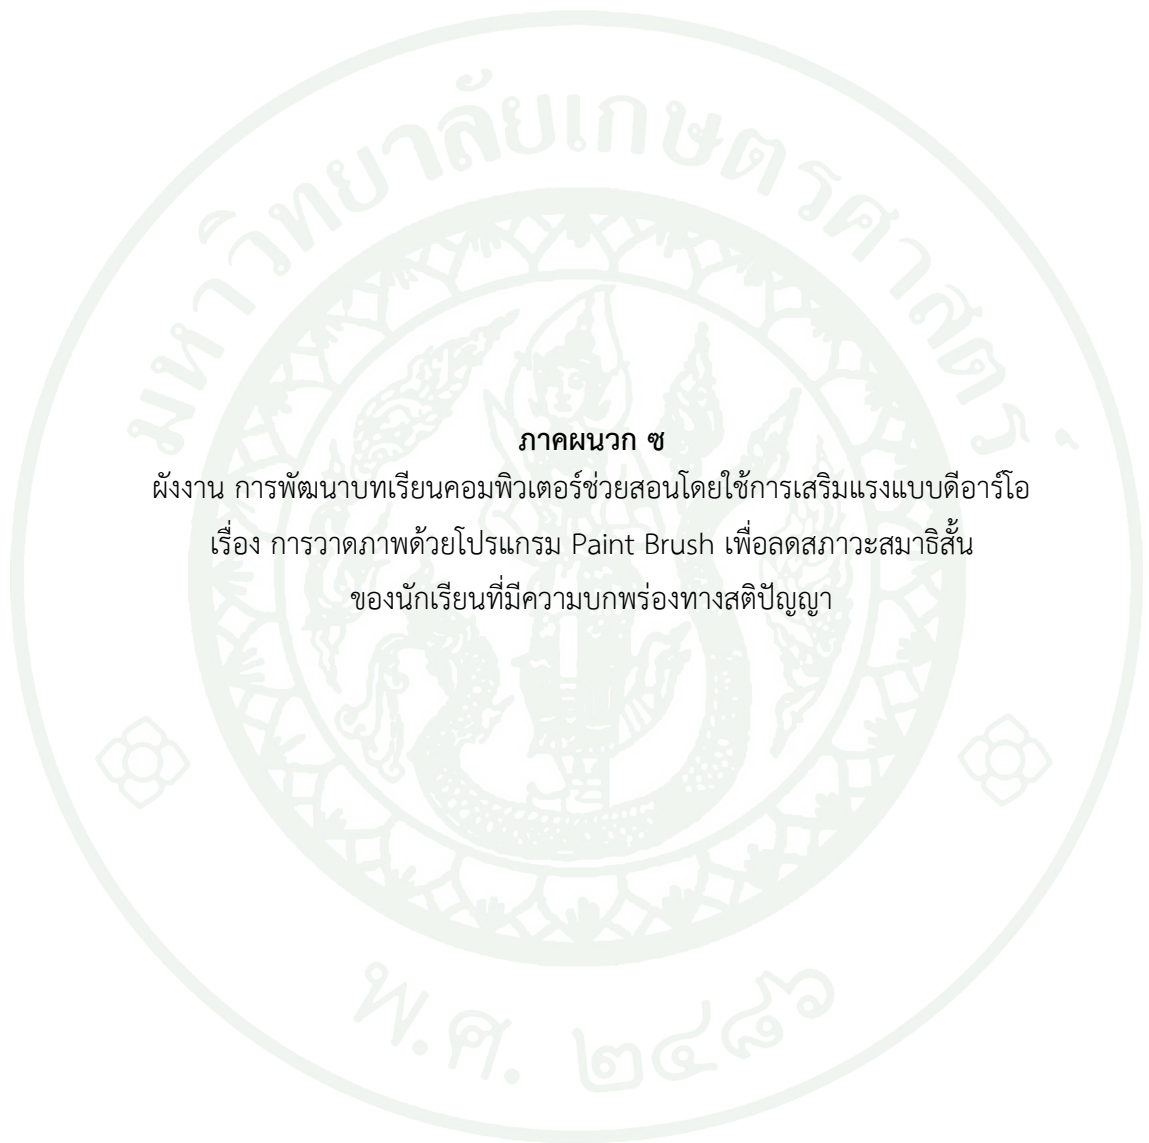 มหาวิทยาลัยเกษตรศาสตร์
ภาคผนวก ซ
ผังงาน การพัฒนาบทเรียนคอมพิวเตอร์ช่วยสอนโดยใช้การเสริมแรงแบบดีอาร์โอ
เรื่อง การวาดภาพด้วยโปรแกรม Paint Brush เพื่อลดสภาวะสมาธิสั้น
ของนักเรียนที่มีความบกพร่องทางสติปัญญา
พ.ศ. ๒๔๘๖